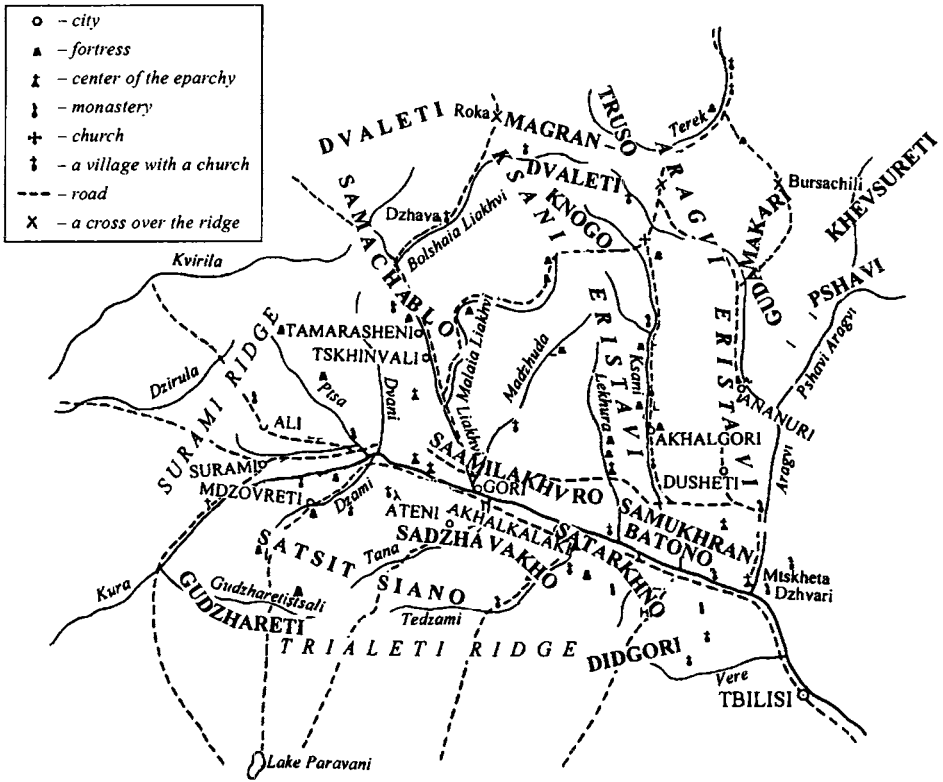 – city
– fortress
– center of the eparchy
– monastery
– church
– a village with a church
– road
– a cross over the ridge
DVALETI
Roka
MAGRAN
TRUSO
Terek
DVALETI
KSANI
KNOGO
ARAGVI
Bursachili
KHEVSURETI
GUDAMAKARI
PSHAVI
SAMACHABLO
Dzhava
Bolshaia Liakhvi
Kvirila
TAMARASHENI
TSKHINVALI
Malaia Liakhvi
Madzhuda
ERISTAVI
ERISTAVI
Pshavi Aragvi
Dzirula
SURAMI RIDGE
Pisa
Dvani
Liakhvi
Lekhura
Ksani
ANANURI
ALI
AKHALGORI
Aragvi
SURAMI
SAAMILAKHVRO
DUSHETI
MDZOVRETI
Dzami
GORI
ATENI
AKHALKALAKI
SAMUKHRAN
BATONO
SATSIT
SIANO
SADZHAVAKHO
SATARKHNO
Tana
Mtskheta
Dzhvari
Kura
Gudzharetistsali
GUDZHARETI
Tedzami
TRIALETI RIDGE
DIDGORI
Vere
TBILISI
Lake Paravani